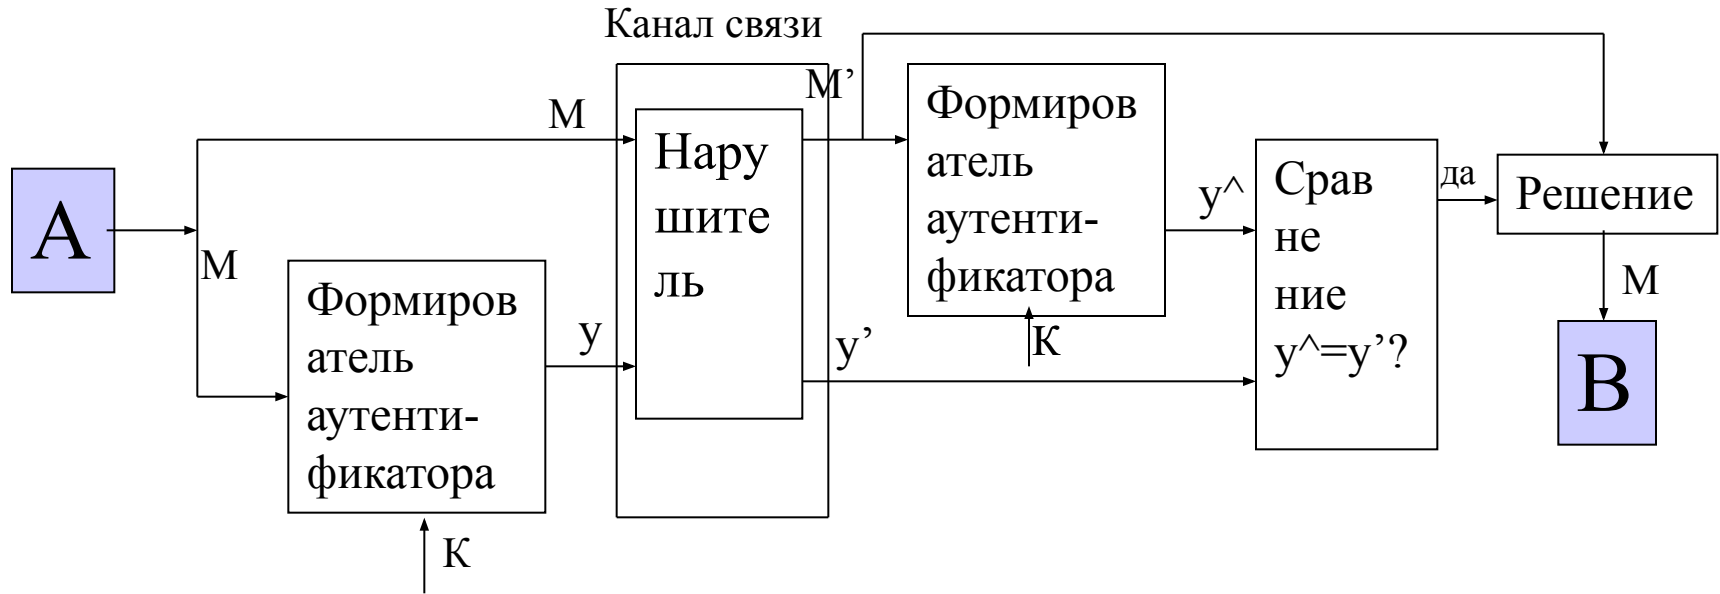 Канал связи
М'
М
А
М
Нару
шите
ль
Формиров
атель
аутенти-
фикатора
К
Формиров
атель
аутенти-
фикатора
К
у
у’
у^
Срав
не
ние
у^=у’?
да
Решение
М
В